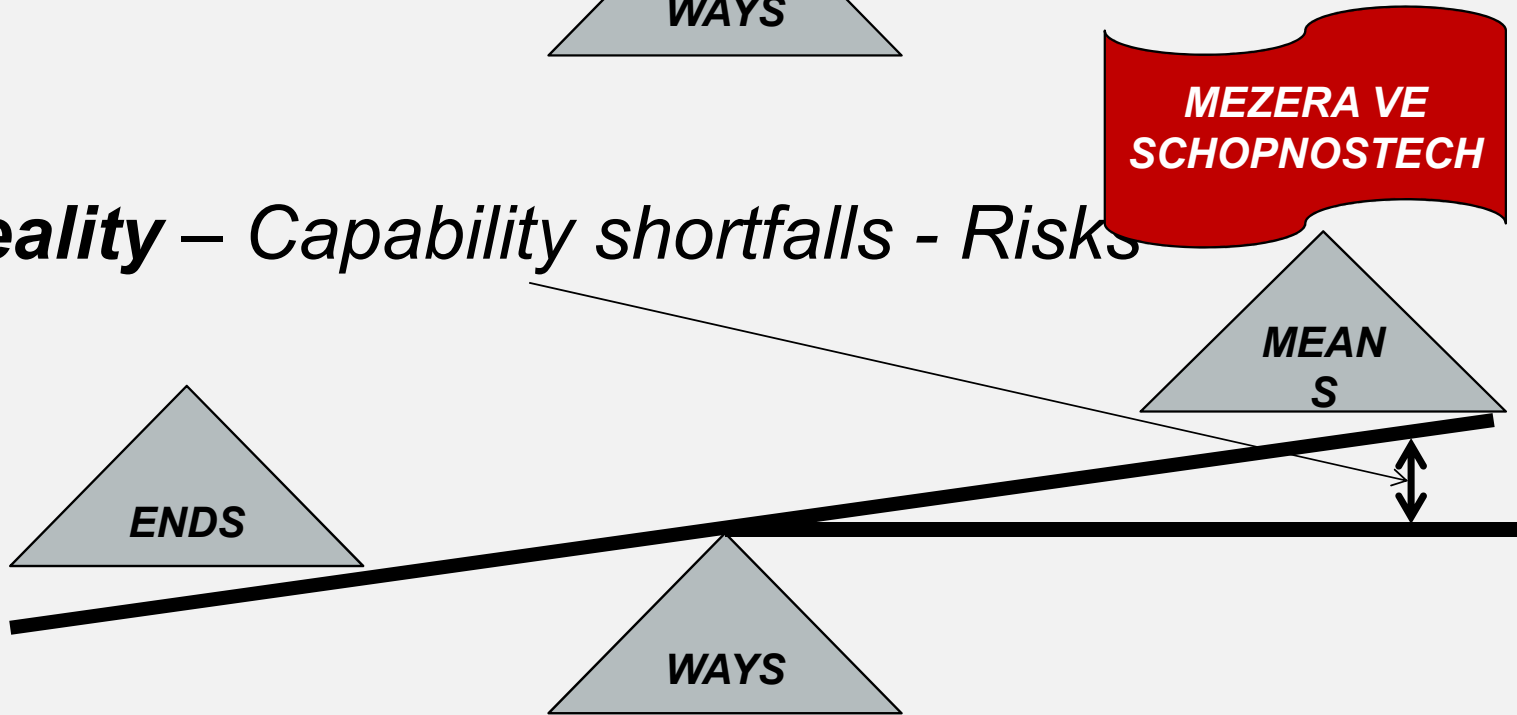 WAYS
MEZERA VE
SCHOPNOSTECH
eality – Capability shortfalls - Risks
MEAN
S
ENDS
WAYS